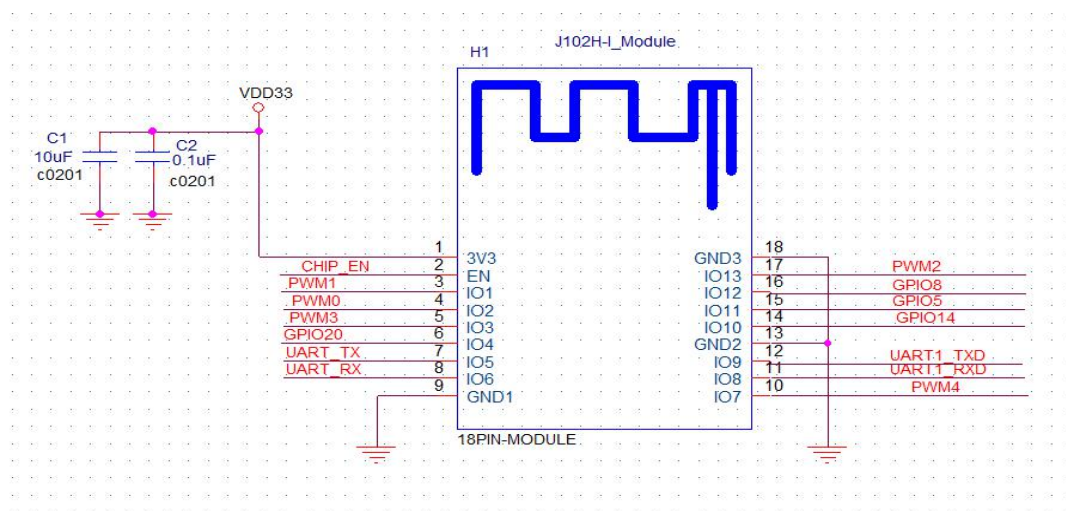 J102H-I_Module
H1
VDD33
C1
10uF
c0201
C2
0.1uF
c0201
1
3V3
CHIP_EN
2
EN
PWM1
3
IO1
PWM0
4
IO2
PWM3
5
IO3
GPIO20
6
IO4
UART_TX
7
IO5
UART_RX
8
IO6
9
GND1
18
GND3
17
IO13
PWM2
16
IO12
GPIO8
15
IO11
GPIO5
14
IO10
GPIO14
13
GND2
12
IO9
UART1_TXD
11
IO8
UART1_RXD
10
IO7
PWM4
18PIN-MODULE